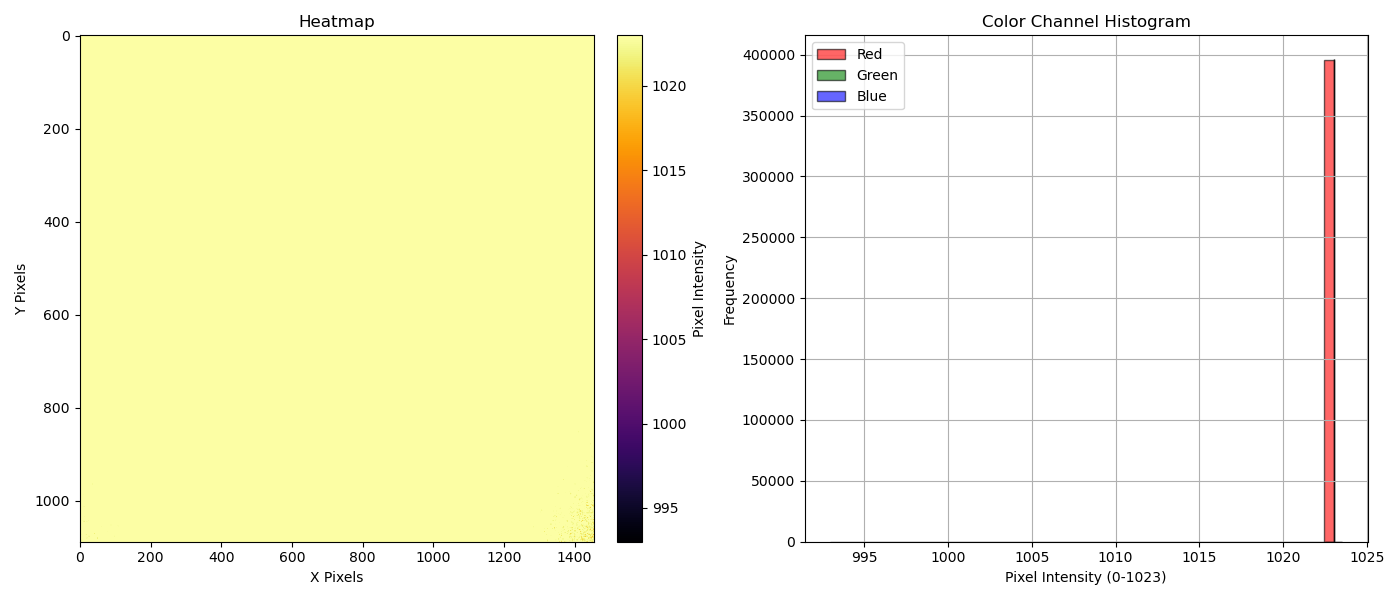 Heatmap
0
200
400
600
800
1000
Y Pixels
0 200 400 600 800 1000 1200 1400
X Pixels
1020
1015
1010
1005
1000
995
Pixel Intensity
Color Channel Histogram
Red
Green
Blue
400000
350000
300000
250000
200000
150000
100000
50000
0
Frequency
995 1000 1005 1010 1015 1020 1025
Pixel Intensity (0-1023)